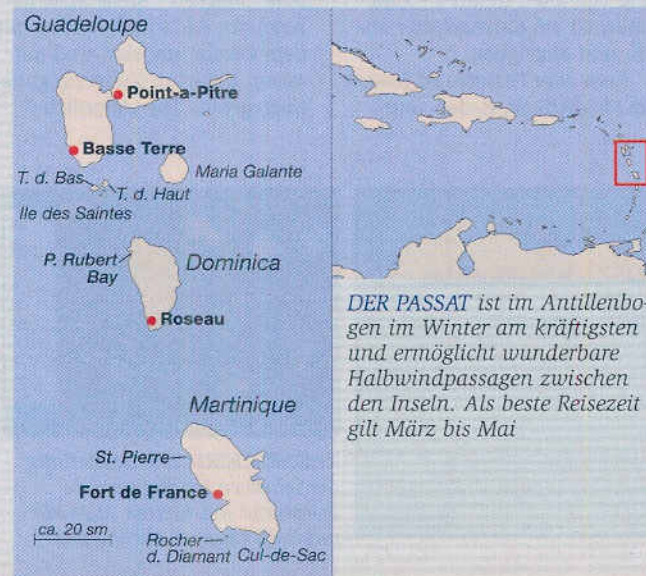 Guadeloupe
Point-a-Pitre
Basse Terre
T. d. Bas
T. d. Haut
Maria Galante
Ile des Saintes
P. Rubert
Bay
Dominica
Roseau
Martinique
St. Pierre
Fort de France
ca. 20 sm
Rocher
d. Diamant
Cul-de-Sac
DER PASSAT ist im Antillenbo-
gen im Winter am kräftigsten
und ermöglicht wunderbare
Halbwindpassagen zwischen
den Inseln. Als beste Reisezeit
gilt März bis Mai